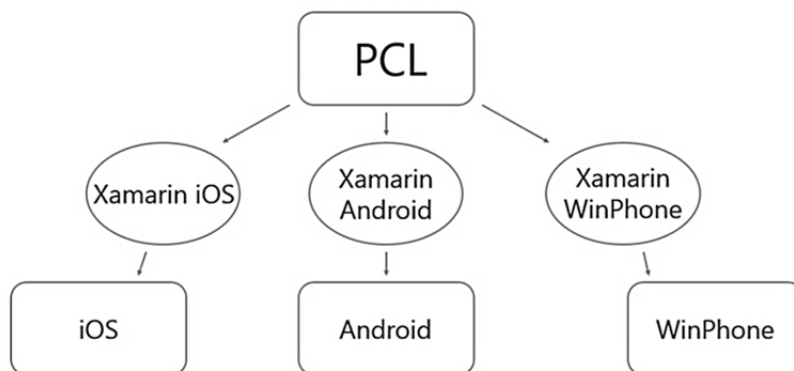 PCL
Xamarin iOS
Xamarin
Android
Xamarin
WinPhone
iOS
Android
WinPhone